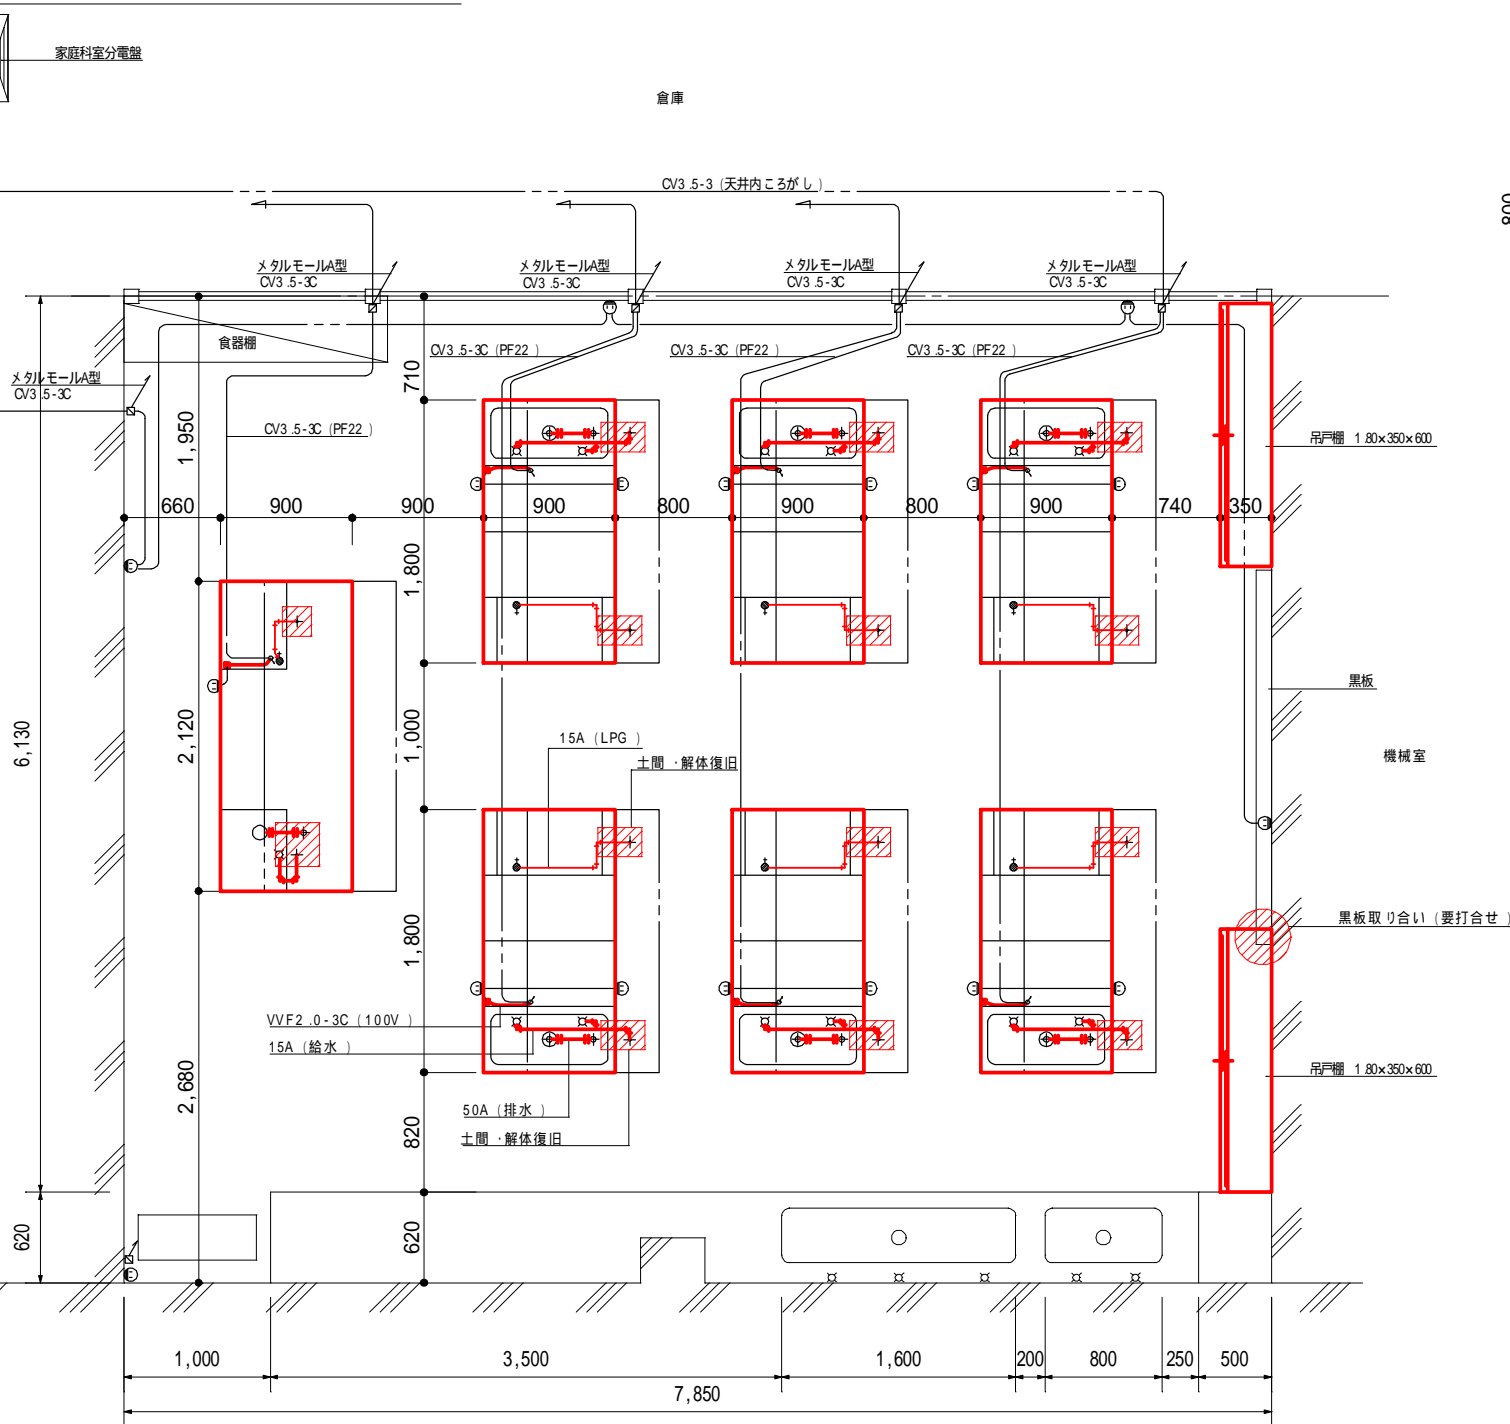 家庭科室分電盤
倉庫
CV3.5-3 (天井内ころがし)
800
メタルモールA型
CV3.5-3C
メタルモールA型
CV3.5-3C
メタルモールA型
CV3.5-3C
メタルモールA型
CV3.5-3C
食器棚
CV3.5-3C (PF22)
CV3.5-3C (PF22)
CV3.5-3C (PF22)
メタルモールA型
CV3.5-3C
710
CV3.5-3C (PF22)
1,950
吊戸棚 1.80×350×600
660
900
900
900
800
900
800
900
740
350
1,800
黒板
6,130
2,120
1,000
15A (LPG)
土間・解体復旧
機械室
1,800
黒板取り合い (要打合せ)
VVF2.0-3C (100V)
15A (給水)
2,680
吊戸棚 1.80×350×600
50A (排水)
820
土間・解体復旧
620
620
1,000
3,500
1,600
200
800
250
500
7,850